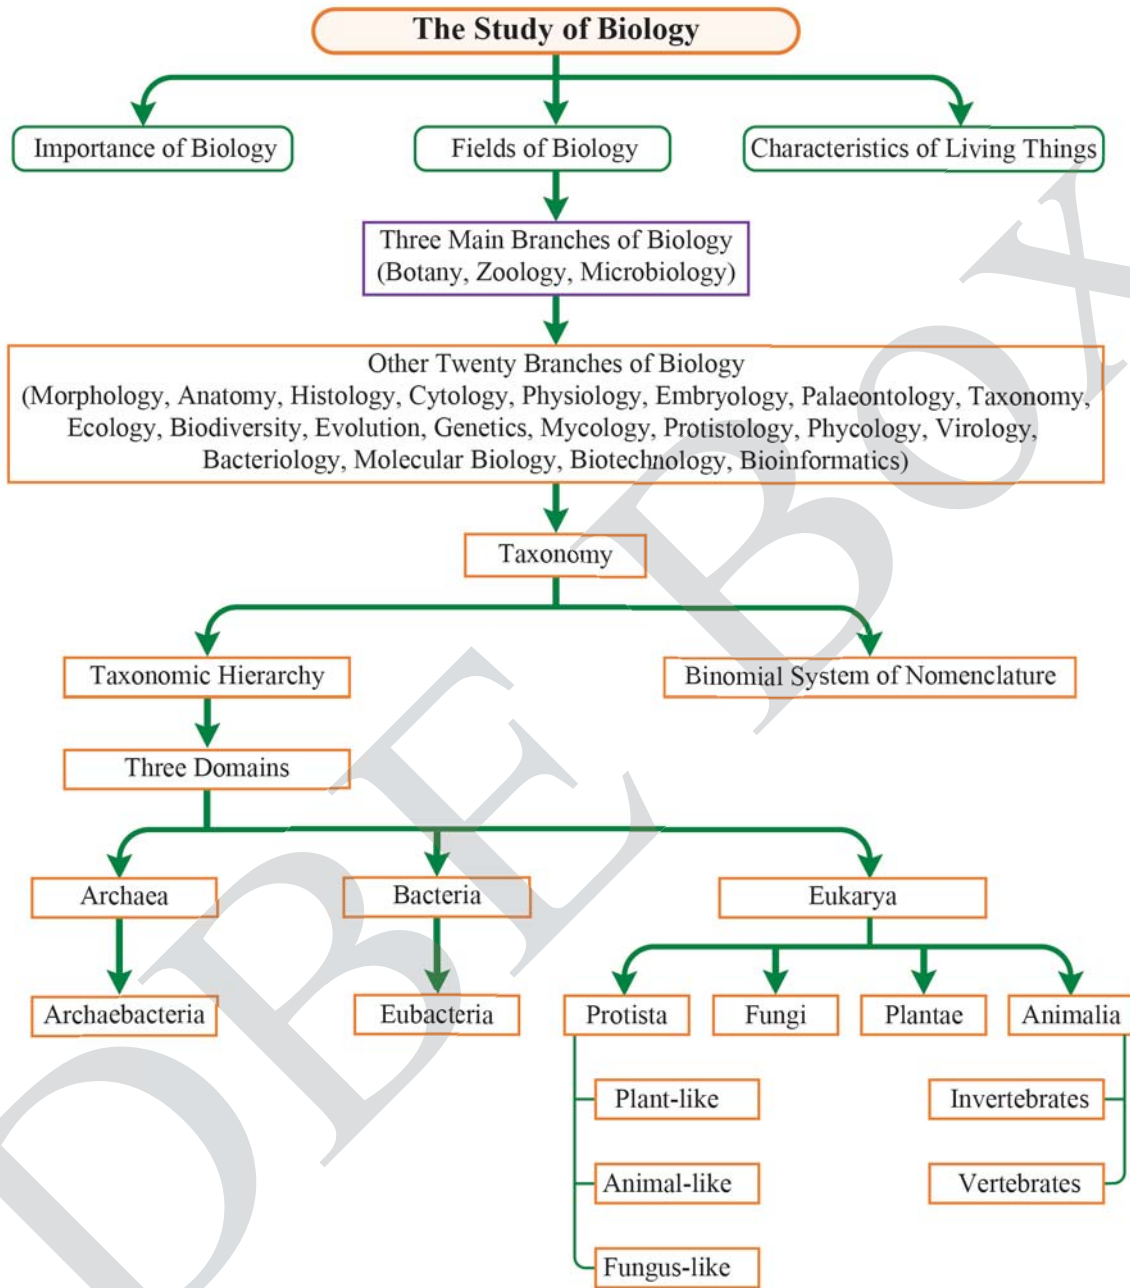 The Study of Biology
Importance of Biology
Fields of Biology
Characteristics of Living Things
Three Main Branches of Biology
(Botany, Zoology, Microbiology)
Other Twenty Branches of Biology
(Morphology, Anatomy, Histology, Cytology, Physiology, Embryology, Palaeontology, Taxonomy,
Ecology, Biodiversity, Evolution, Genetics, Mycology, Protistology, Phycology, Virology,
Bacteriology, Molecular Biology, Biotechnology, Bioinformatics)
Taxonomy
Taxonomic Hierarchy
Binomial System of Nomenclature
Three Domains
Archaea
Bacteria
Eukarya
Archaebacteria
Eubacteria
Protista
Fungi
Plantae
Animalia
Plant-like
Invertebrates
Animal-like
Vertebrates
Fungus-like
DBE Box